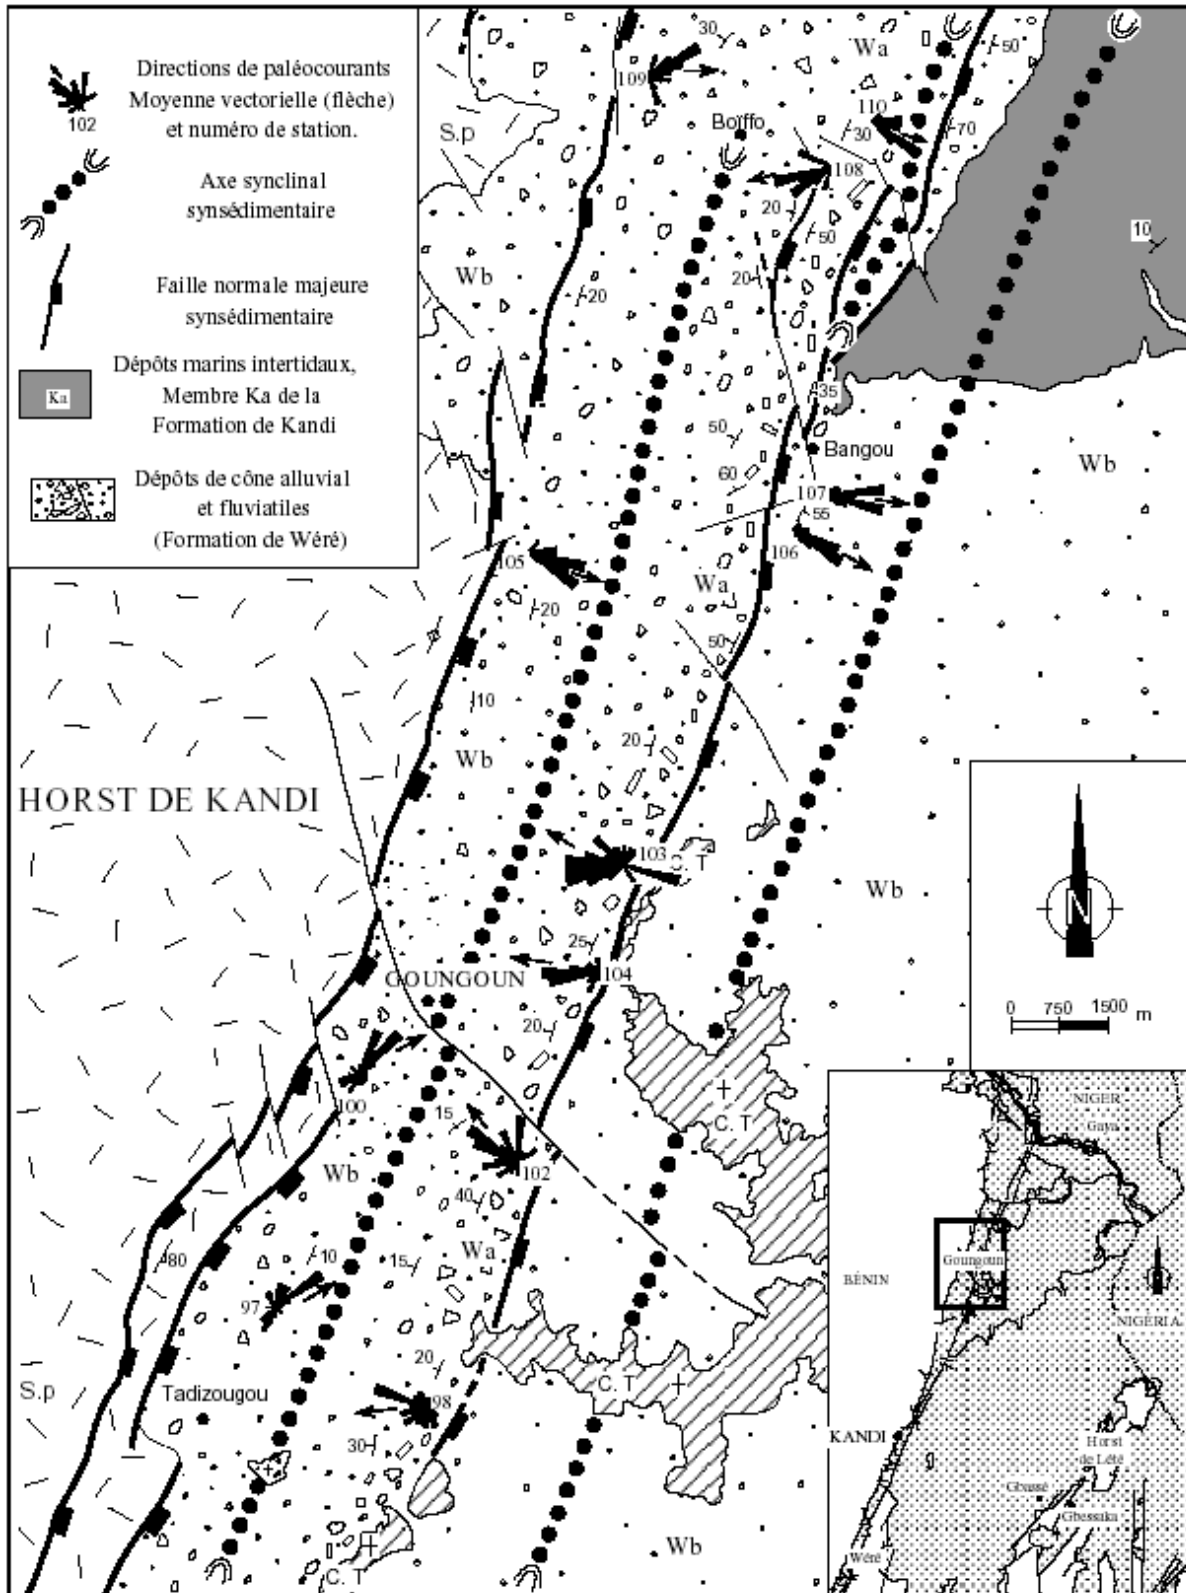 Directions de paléocourants
Moyenne vectorielle (flèche)
et numéro de station.
102
Axe synclinal
synsédimentaire
Faille normale majeure
synsédimentaire
Ka
Dépôts marins intertidaux,
Membre Ka de la
Formation de Kandi
Dépôts de cône alluvial
et fluviatiles
(Formation de Wéré)
30
Wa
50
109
110
Boïffo
30
70
S.p
108
20
50
10
Wb
20
20
35
50
Bangou
Wb
60
107
55
106
105
Wa
20
50
10
20
Wb
HORST DE KANDI
103
C. T
Wb
25
104
GOUNGOUN
20
N
0 750 1500 m
100
15
C. T
102
Wb
40
Wa
10
15
80
97
20
C. T
S.p
Tadizougou
98
30
Wb
C. T
NIGER
Gaya
Goungoun
BÉNIN
NIGÉRIA
KANDI
Horst
de Lété
Gbassé
Gbessaka
Wéré